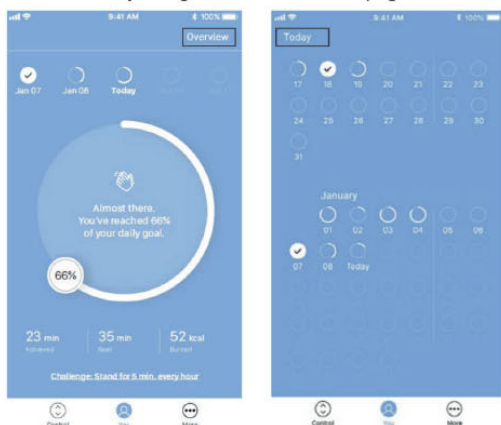 9:41 AM
100%
Overview
Jan 07
Jan 08
Today
Almost there.
You've reached 66%
of your daily goal.
66%
23 min
35 min
52 kcal
Achieved
Goal
Burned
Challenge: Stand for 5 min. every hour
Control
You
More
9:41 AM
100%
Today
17 18 19 20 21 22 23
24 25 26 27 28 29 30
31
January
01 02 03 04 05 06
07 08 Today
Control
You
More